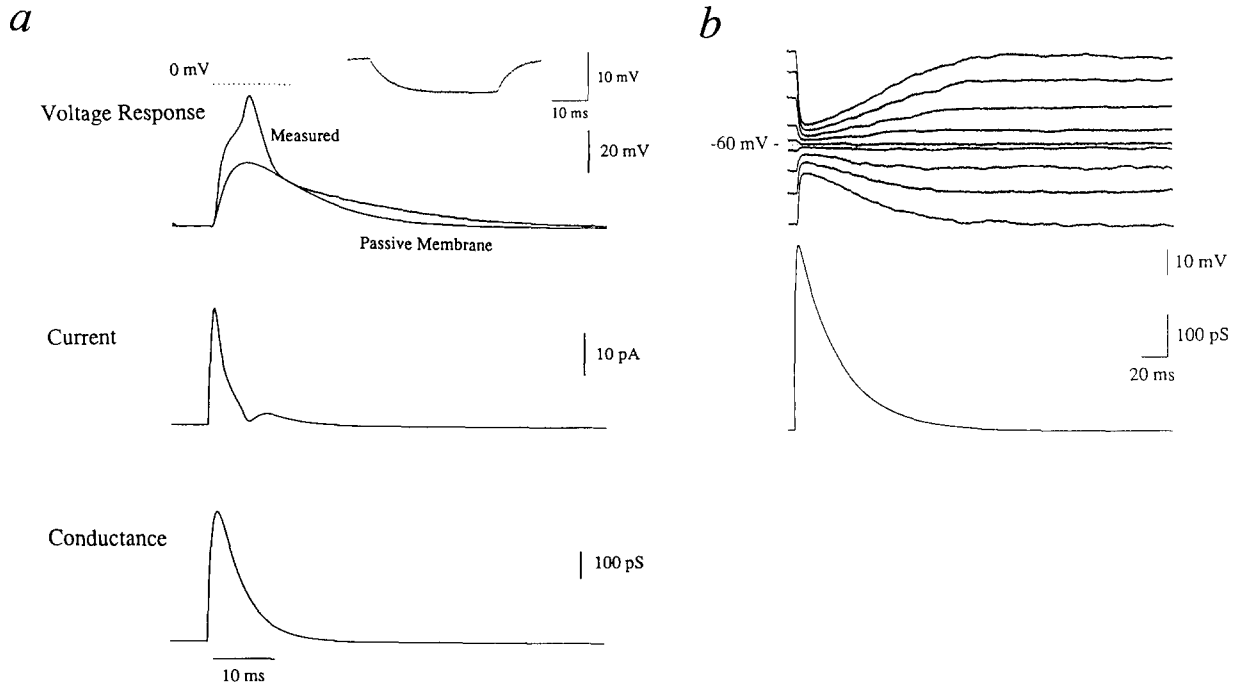 a
0 mV
Voltage Response
10 mV
10 ms
Measured
20 mV
Passive Membrane
Current
10 pA
Conductance
100 pS
10 ms
b
-60 mV -
10 mV
100 pS
20 ms